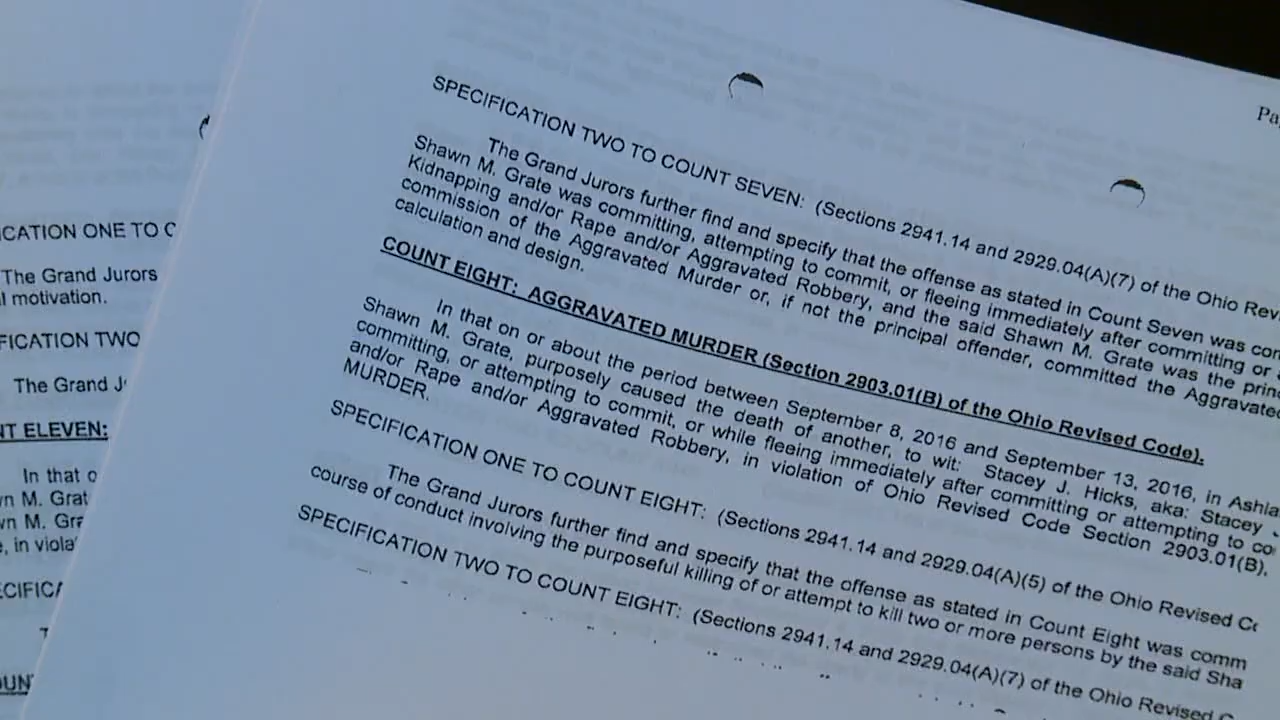 Pa
SPECIFICATION TWO TO COUNT SEVEN: (Sections 2941.14 and 2929.04(A)(7) of the Ohio Revi
The Grand Jurors further find and specify that the offense as stated in Count Seven was com
Shawn M. Grate was committing, attempting to commit, or fleeing immediately after committing or
Kidnapping and/or Rape and/or Aggravated Robbery, and the said Shawn M. Grate was the prin
commission of the Aggravated Murder or, if not the principal offender, committed the Aggravated
calculation and design.
COUNT EIGHT: AGGRAVATED MURDER (Section 2903.01(B) of the Ohio Revised Code).
In that on or about the period between September 8, 2016 and September 13, 2016, in Ashla
Shawn M. Grate, purposely caused the death of another, to wit: Stacey J. Hicks, aka: Stacey
committing, or attempting to commit, or while fleeing immediately after committing or attempting to co
and/or Rape and/or Aggravated Robbery, in violation of Ohio Revised Code Section 2903.01(B),
MURDER.
SPECIFICATION ONE TO COUNT EIGHT: (Sections 2941.14 and 2929.04(A)(5) of the Ohio Revised Co
The Grand Jurors further find and specify that the offense as stated in Count Eight was comm
course of conduct involving the purposeful killing of or attempt to kill two or more persons by the said Sha
SPECIFICATION TWO TO COUNT EIGHT: (Sections 2941.14 and 2929.04(A)(7) of the Ohio Revised C
ICATION ONE TO C
The Grand Jurors
l motivation.
FICATION TWO
The Grand J
NT ELEVEN:
In that o
wn M. Grat
wn M. Gra
e, in viola
ECIFICA
T
OUN